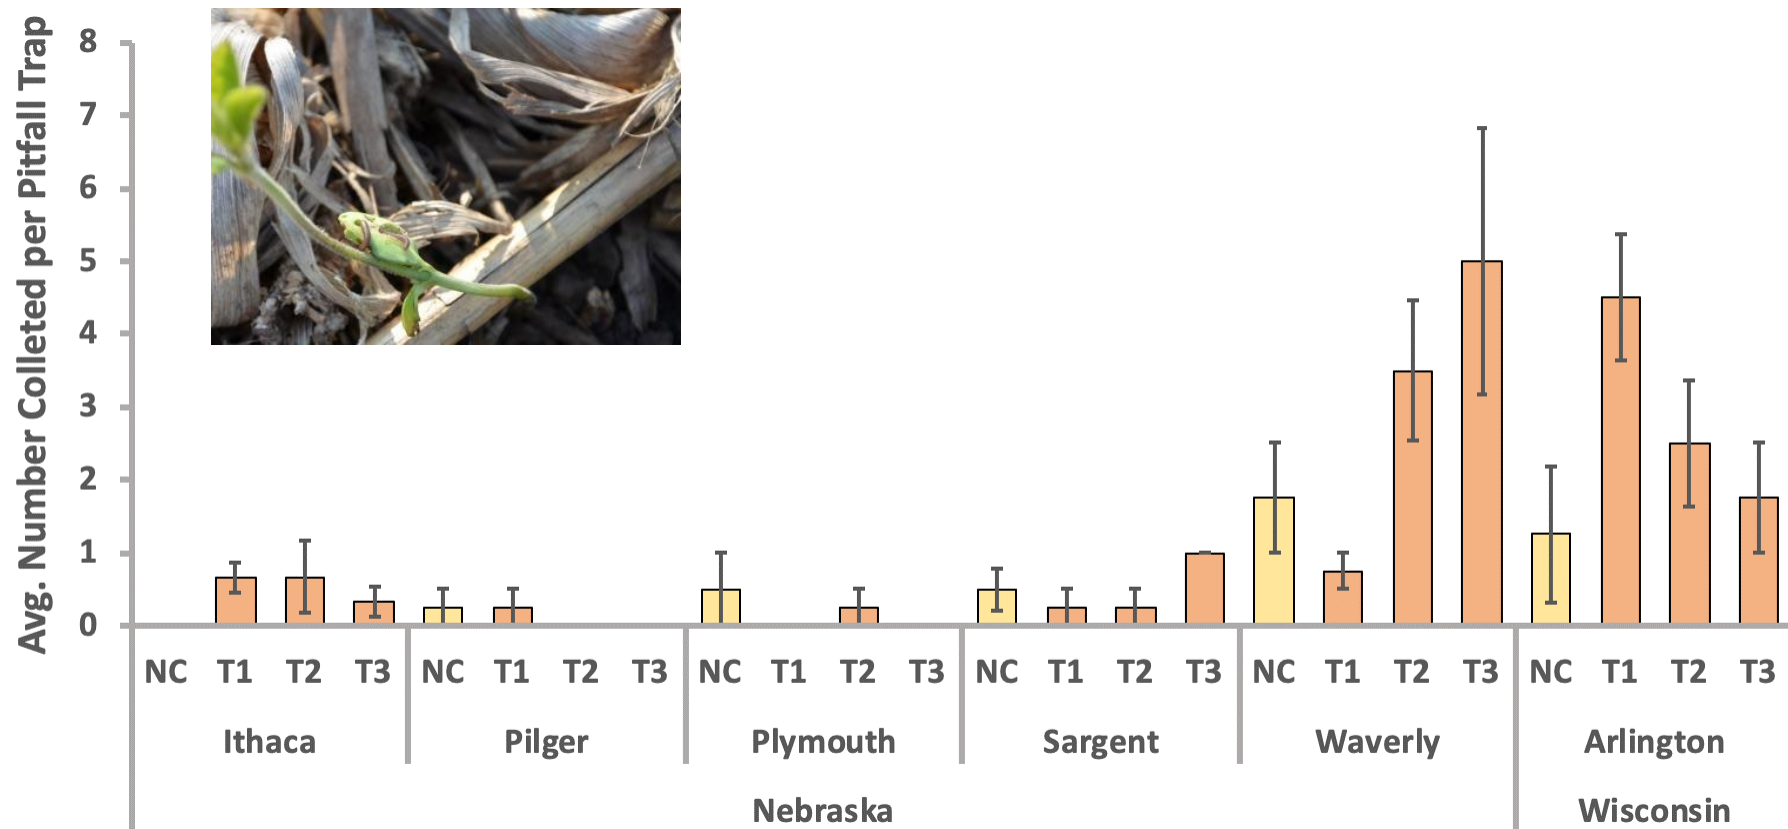 Avg. Number Colleted per Pitfall Trap
8
7
6
5
4
3
2
1
0
NC T1 T2 T3 NC T1 T2 T3 NC T1 T2 T3 NC T1 T2 T3 NC T1 T2 T3 NC T1 T2 T3
Ithaca Pilger Plymouth Sargent Waverly Arlington
Nebraska Wisconsin